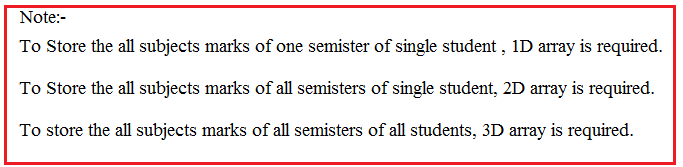 Note:-
To Store the all subjects marks of one semister of single student , 1D array is required.
To Store the all subjects marks of all semisters of single student, 2D array is required.
To store the all subjects marks of all semisters of all students, 3D array is required.